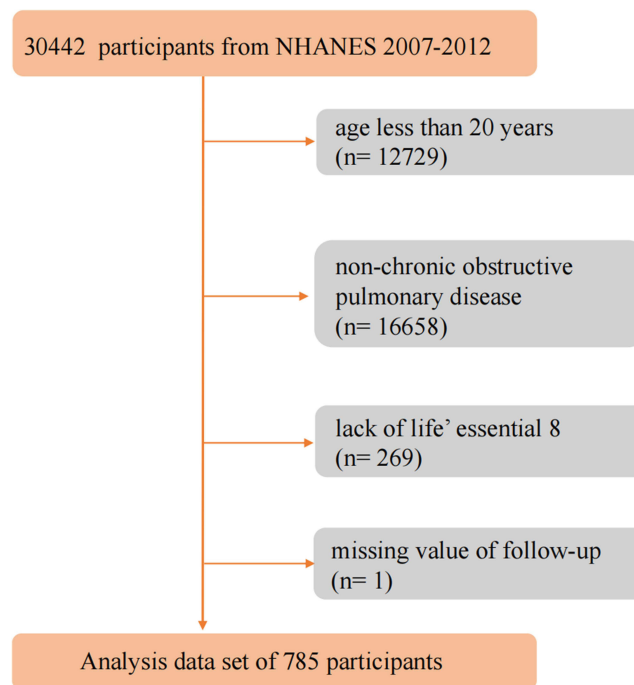 30442 participants from NHANES 2007-2012
age less than 20 years
(n= 12729)
non-chronic obstructive
pulmonary disease
(n= 16658)
lack of life’ essential 8
(n= 269)
missing value of follow-up
(n= 1)
Analysis data set of 785 participants